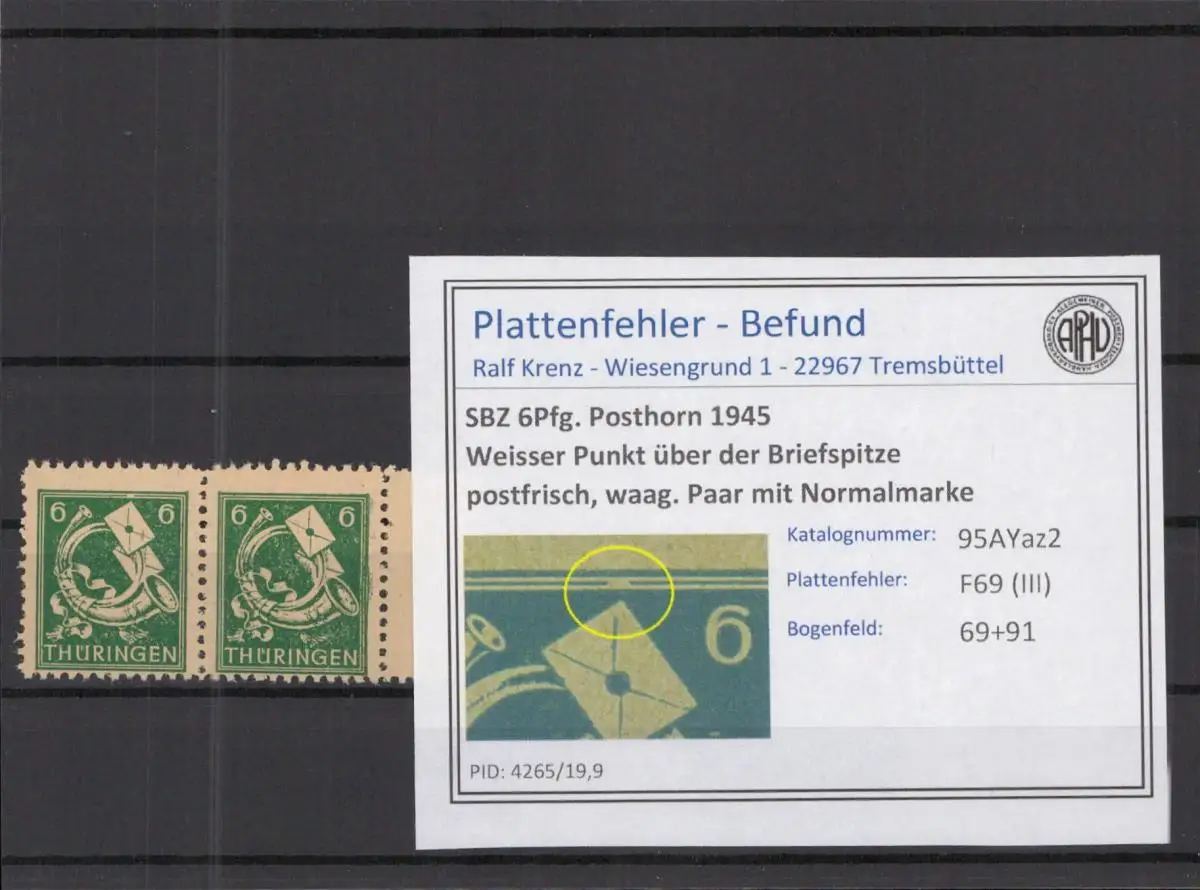 6 6
THÜRINGEN
6 6
THÜRINGEN
Plattenfehler - Befund
Ralf Krenz - Wiesengrund 1 - 22967 Tremsbüttel
APHV
SBZ 6Pfg. Posthorn 1945
Weisser Punkt über der Briefspitze
postfrisch, waag. Paar mit Normalmarke
6
Katalognummer: 95AYaz2
Plattenfehler: F69 (III)
Bogenfeld: 69+91
PID: 4265/19,9